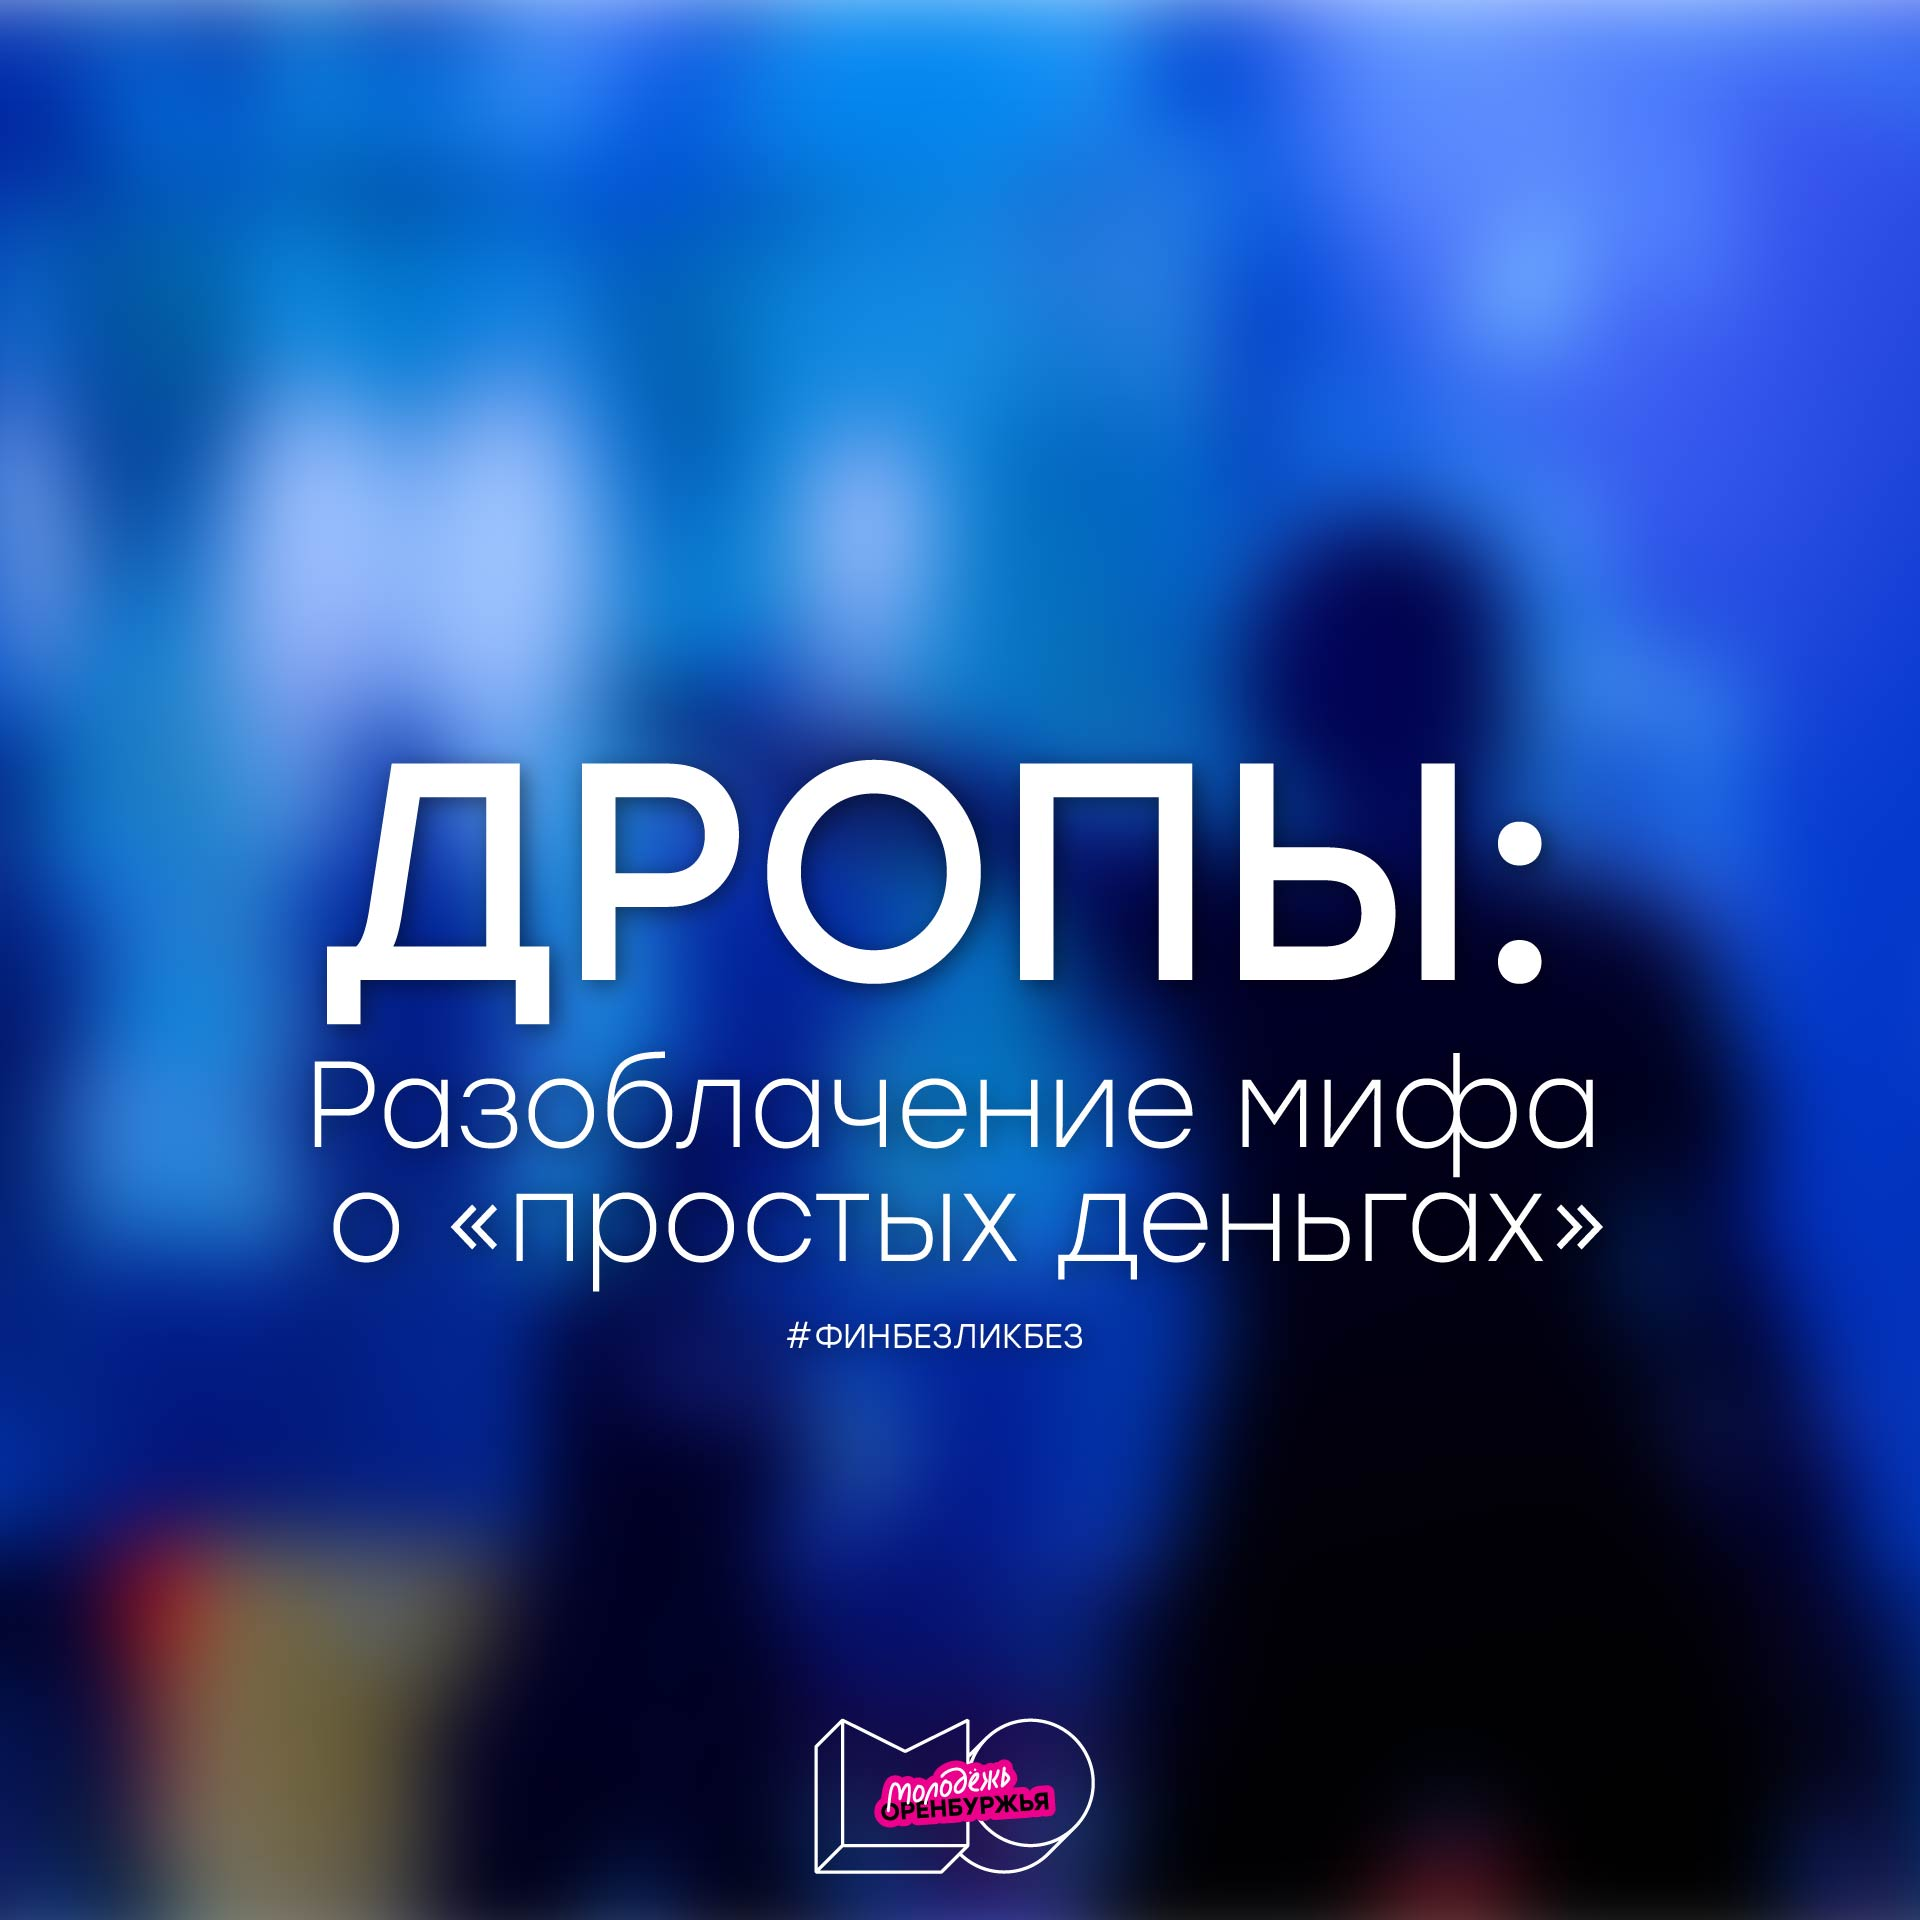 ДРОПЫ:
Разоблачение мифа
о «простых деньгах»
#ФИНБЕЗЛИКБЕЗ
Молодёжь
ОРЕНБУРЖЬЯ